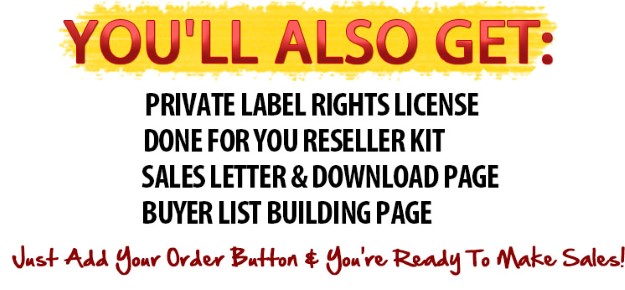 YOU'LL ALSO GET:
PRIVATE LABEL RIGHTS LICENSE
DONE FOR YOU RESELLER KIT
SALES LETTER & DOWNLOAD PAGE
BUYER LIST BUILDING PAGE
Just Add Your Order Button & You're Ready To Make Sales!